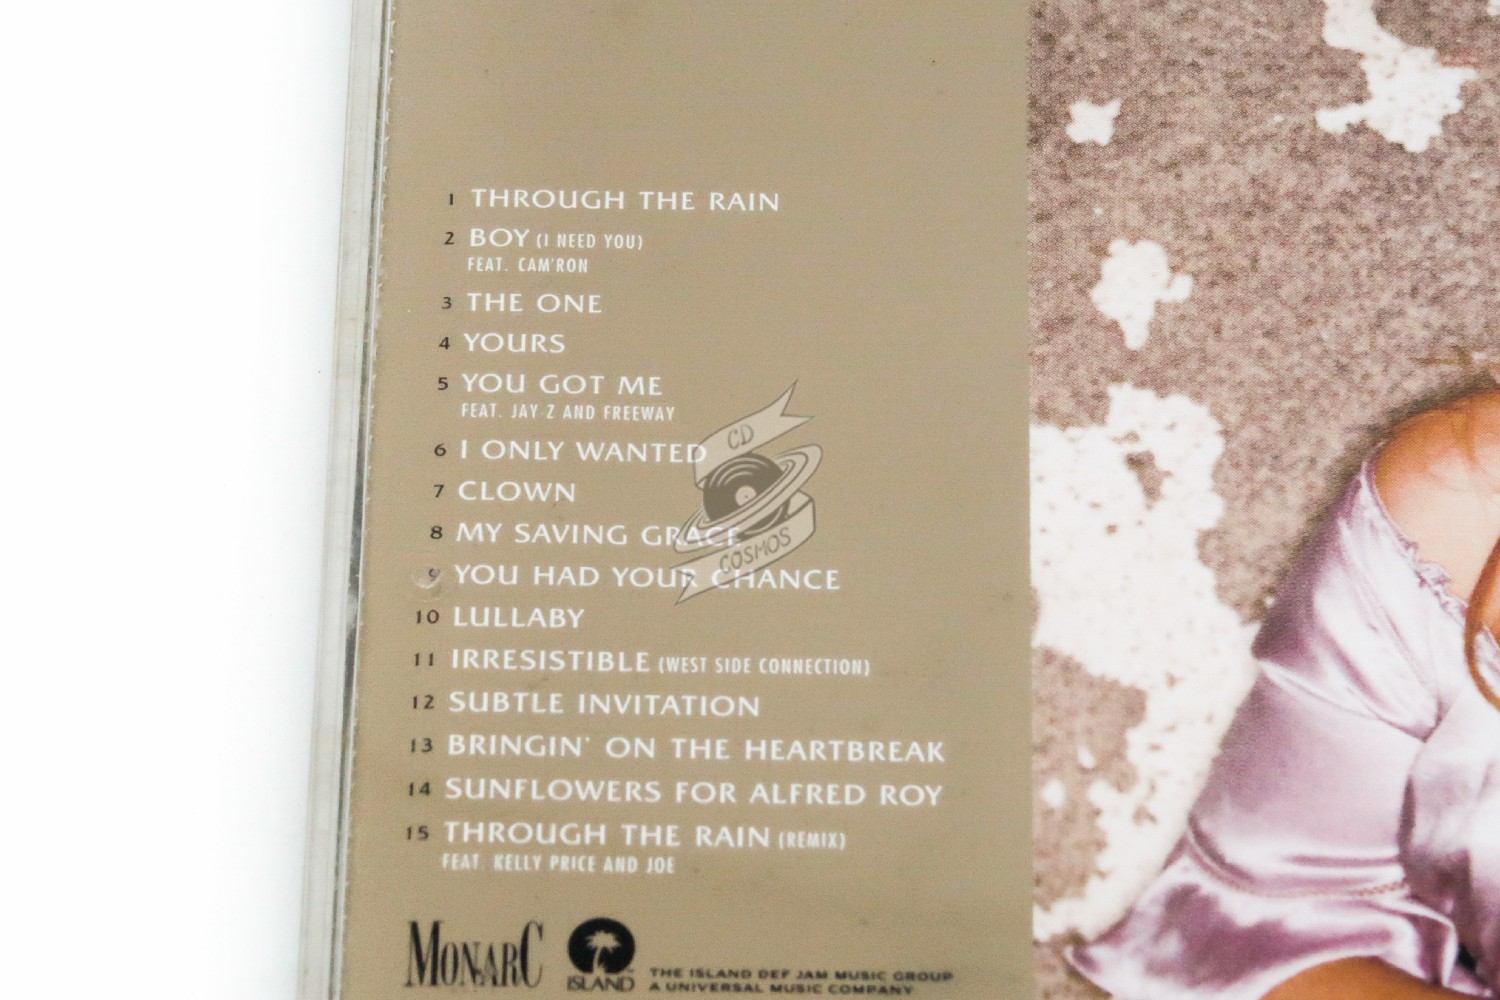 1 THROUGH THE RAIN
2 BOY (I NEED YOU)
FEAT. CAM'RON
3 THE ONE
4 YOURS
5 YOU GOT ME
FEAT. JAY-Z AND FREEWAY
6 I ONLY WANTED
7 CLOWN
8 MY SAVING GRACE
9 YOU HAD YOUR CHANCE
10 LULLABY
11 IRRESISTIBLE (WEST SIDE CONNECTION)
12 SUBTLE INVITATION
13 BRINGIN' ON THE HEARTBREAK
14 SUNFLOWERS FOR ALFRED ROY
15 THROUGH THE RAIN (REMIX)
FEAT. KELLY PRICE AND JOE
CD
COSMOS
MONARC
ISLAND
THE ISLAND DEF JAM MUSIC GROUP
A UNIVERSAL MUSIC COMPANY